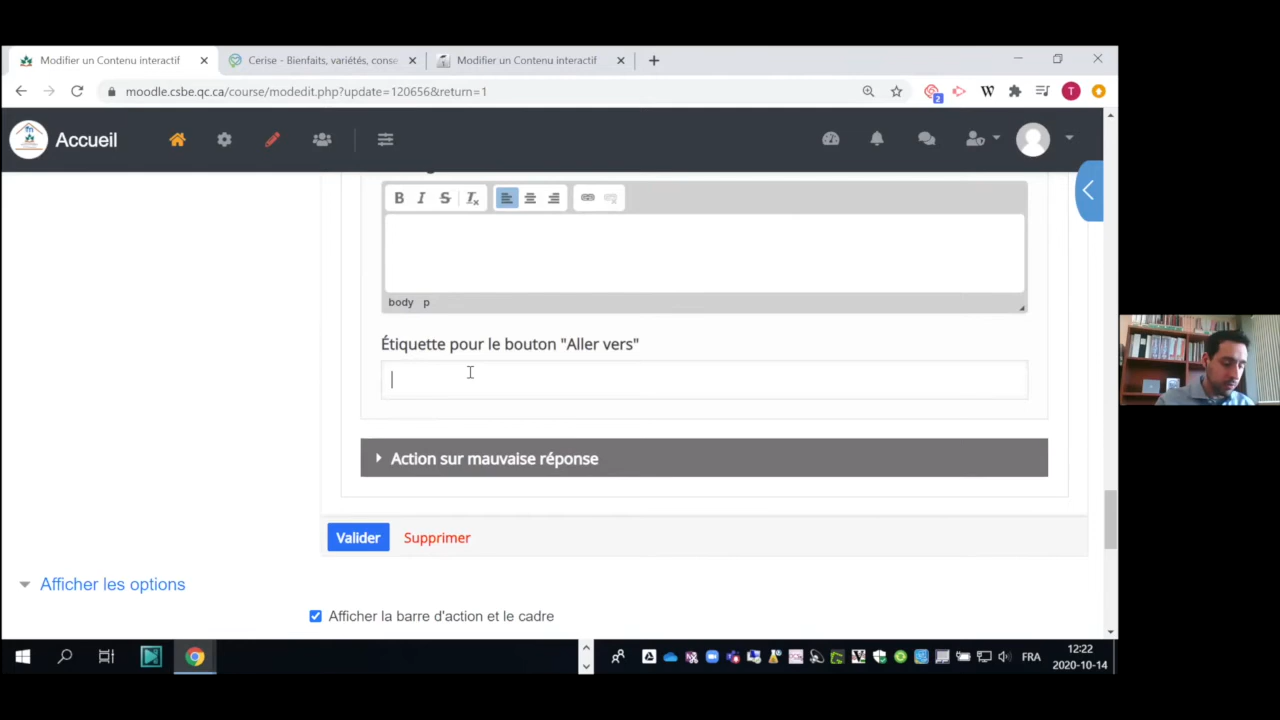 Modifier un Contenu interactif
Cerise - Bienfaits, variétés, conse
Modifier un Contenu interactif
moodle.csbe.qc.ca/course/modedit.php?update=120656&return=1
2
W
T
Accueil
B I S Tx
body p
Étiquette pour le bouton "Aller vers"
Action sur mauvaise réponse
Valider Supprimer
Afficher les options
Afficher la barre d'action et le cadre
FRA
12:22
2020-10-14